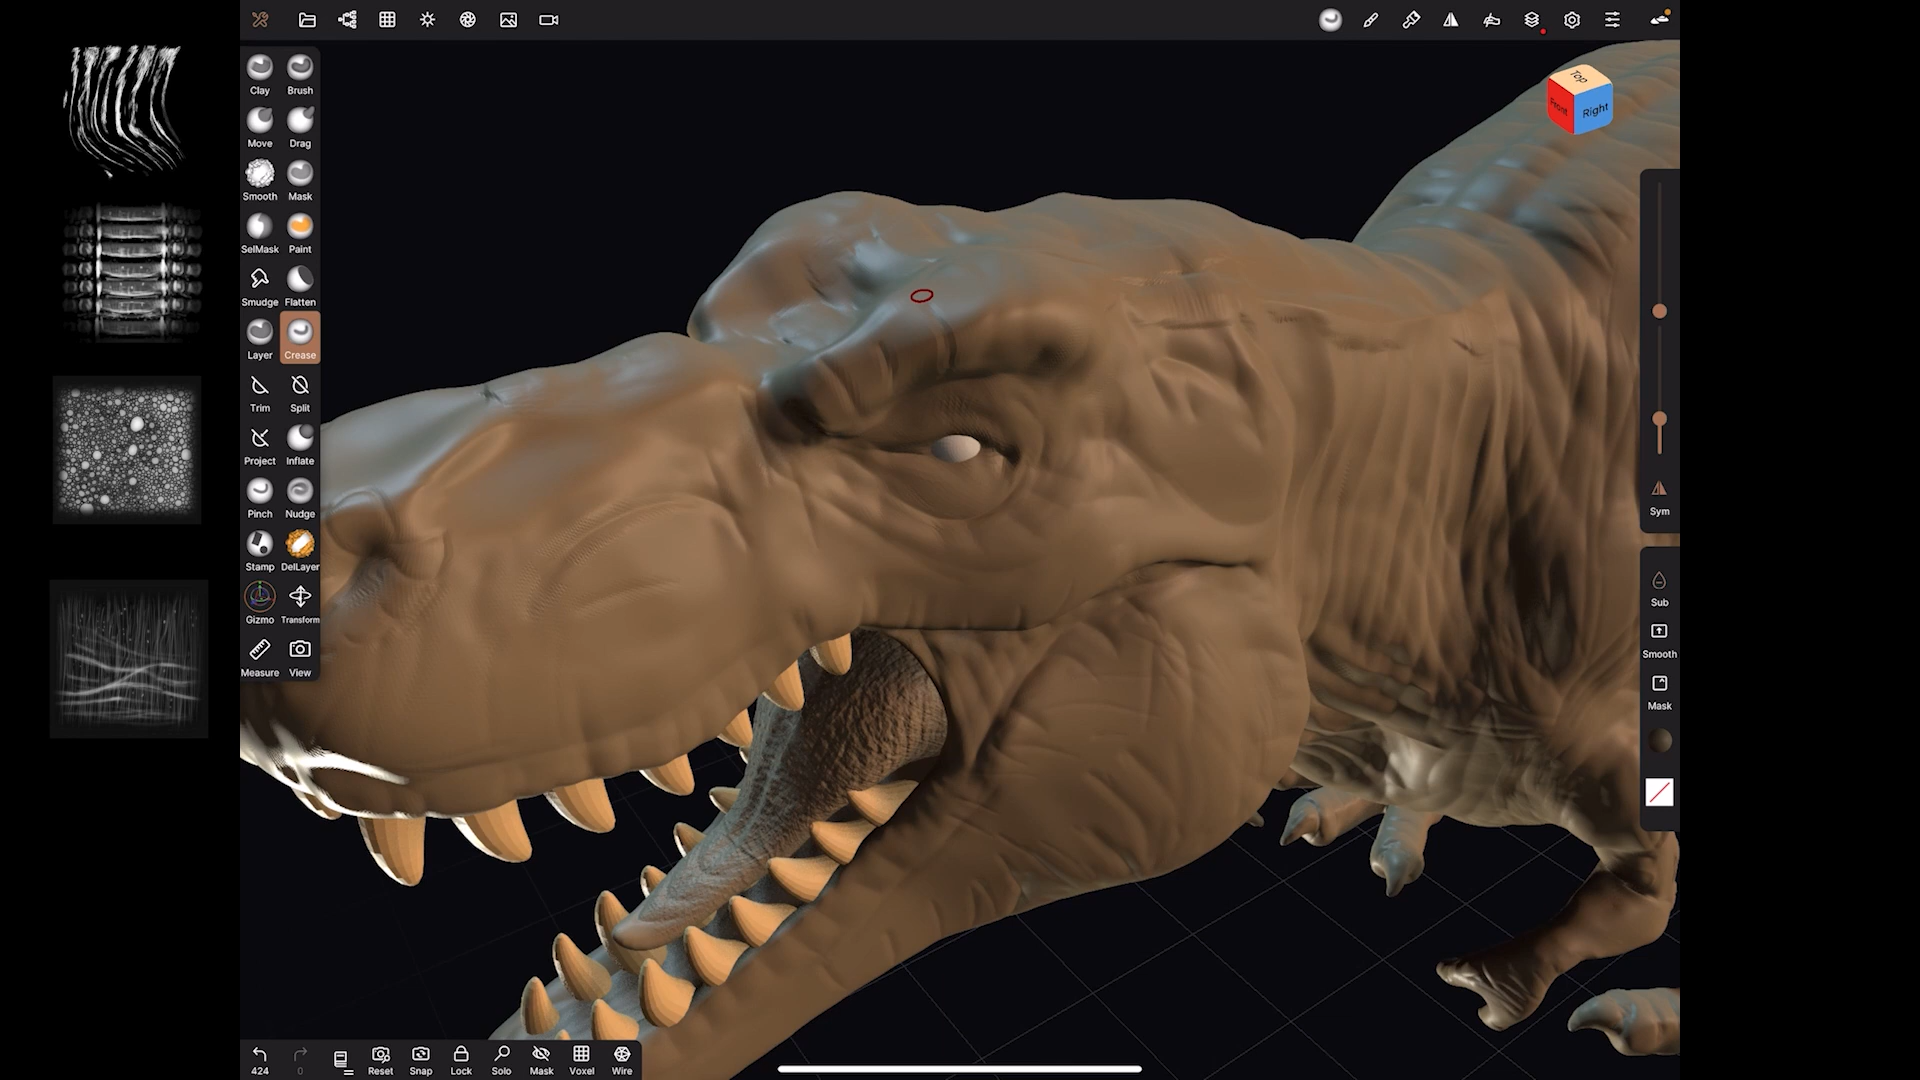 Clay Brush
Move Drag
Smooth Mask
SelMask Paint
Smudge Flatten
Layer Crease
Trim Split
Project Inflate
Pinch Nudge
Stamp DelLayer
Gizmo Transform
Measure View
Top
Front Right
Sym
Sub
Smooth
Mask
424 0 Reset Snap Lock Solo Mask Voxel Wire